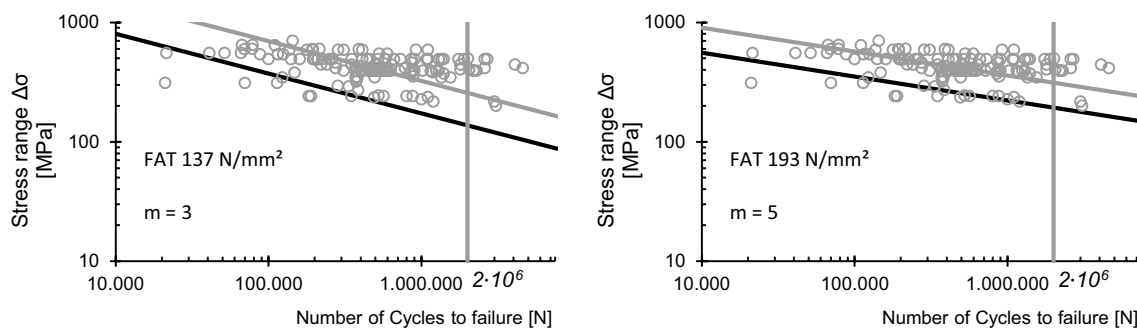 1000
100
10
Stress range Δσ
[MPa]
FAT 137 N/mm²
m = 3
10.000
100.000
1.000.000
2·10⁶
Number of Cycles to failure [N]
1000
100
10
Stress range Δσ
[MPa]
FAT 193 N/mm²
m = 5
10.000
100.000
1.000.000
2·10⁶
Number of Cycles to failure [N]